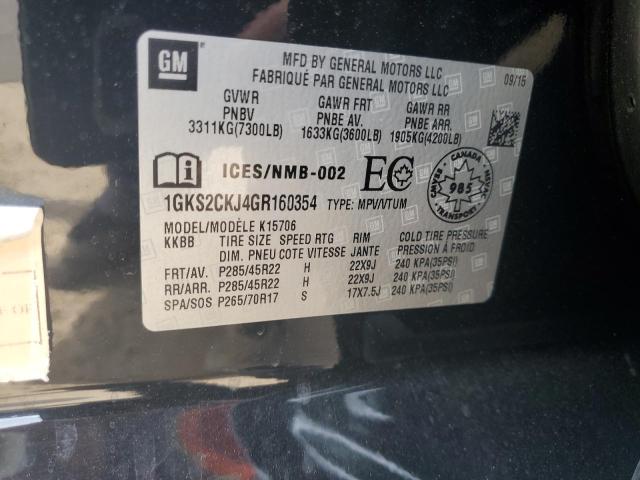 GM
MFD BY GENERAL MOTORS LLC
FABRIQUÉ PAR GENERAL MOTORS LLC
09/15
GVWR GAWR FRT GAWR RR
PNBV PNBE AV. PNBE ARR.
3311KG(7300LB) 1633KG(3600LB) 1905KG(4200LB)
ICES/NMB-002 EC
CANADA
985
TRANSPORT
1GKS2CKJ4GR160354 TYPE: MPV/VTUM
MODEL/MODÈLE K15706
KKBB TIRE SIZE SPEED RTG RIM COLD TIRE PRESSURE
DIM. PNEU COTE VITESSE JANTE PRESSION À FROID
FRT/AV. P285/45R22 H 22X9J 240 KPA(35PSI)
RR/ARR. P285/45R22 H 22X9J 240 KPA(35PSI)
SPA/SOS P265/70R17 S 17X7.5J 240 KPA(35PSI)